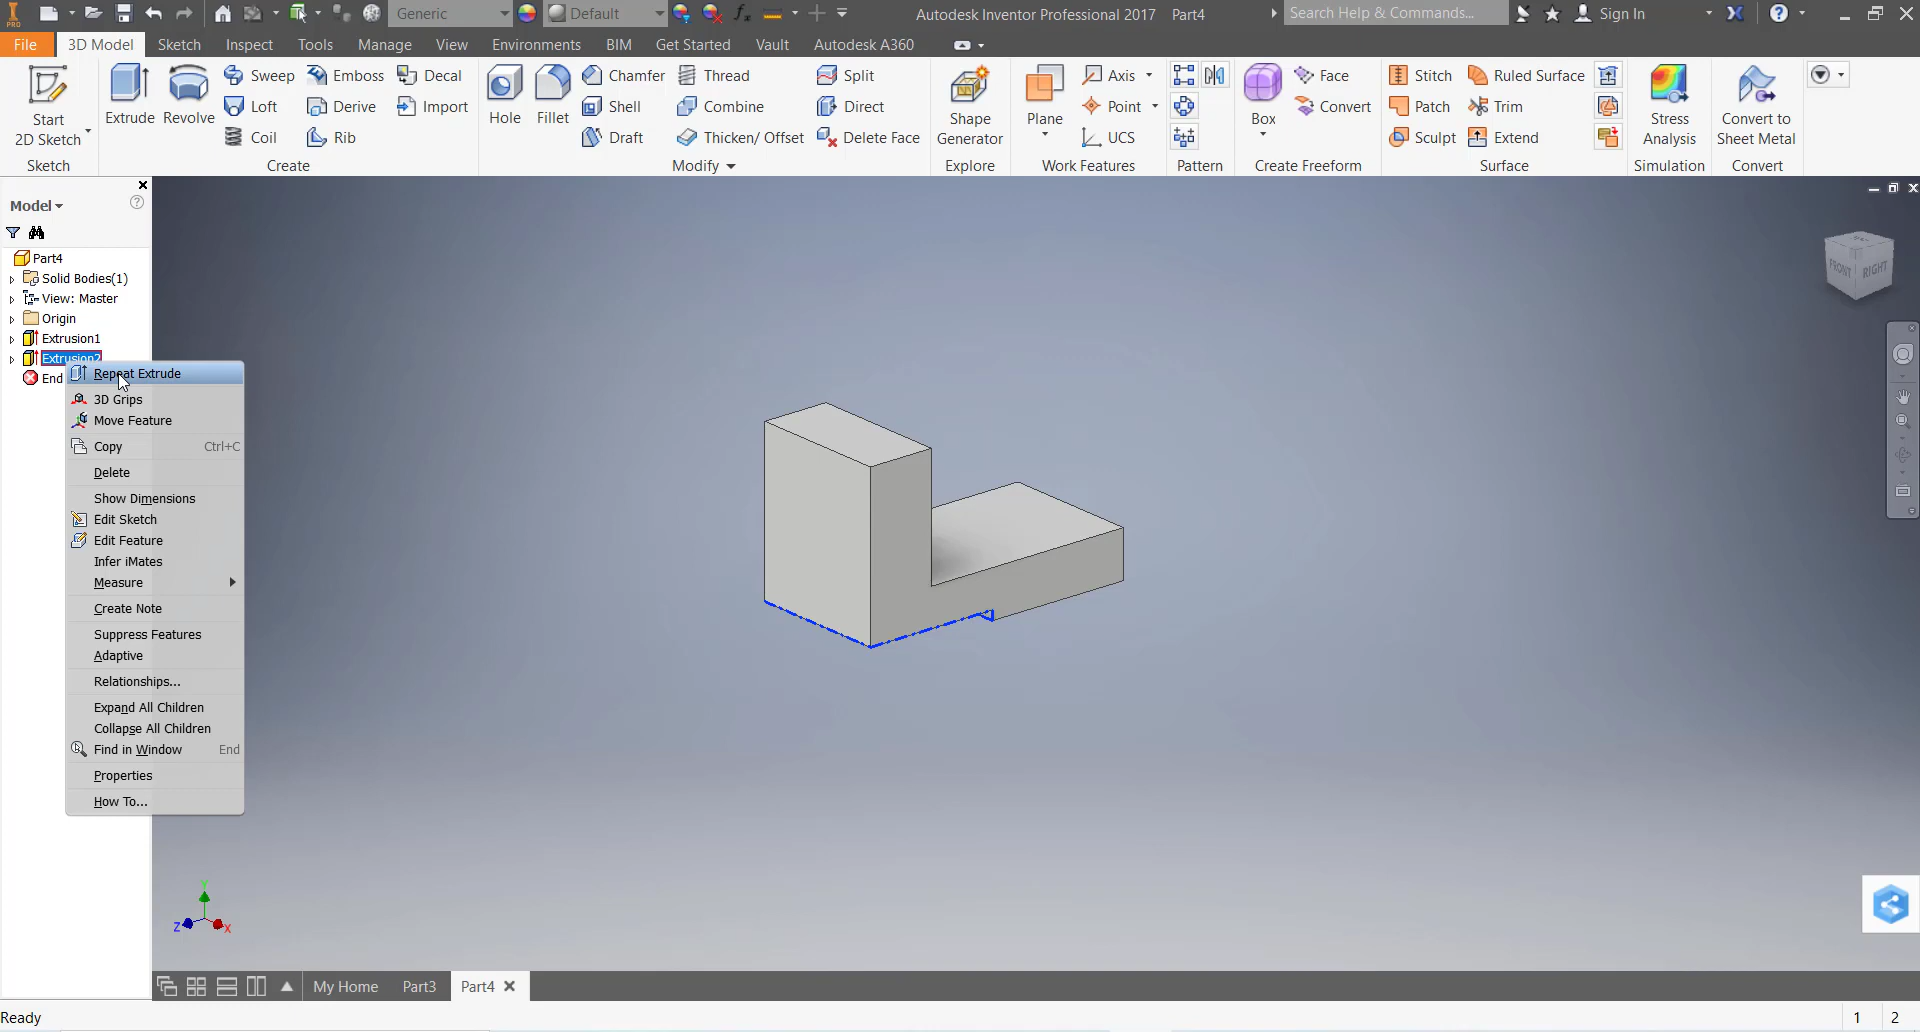 PRO
Generic
Default
Autodesk Inventor Professional 2017 Part4
Search Help & Commands...
Sign In
File 3D Model Sketch Inspect Tools Manage View Environments BIM Get Started Vault Autodesk A360
Start
2D Sketch
Sketch
Extrude
Revolve
Sweep
Loft
Coil
Emboss
Derive
Rib
Decal
Import
Create
Hole
Fillet
Chamfer
Shell
Draft
Thread
Combine
Thicken/ Offset
Split
Direct
Delete Face
Modify
Shape
Generator
Explore
Plane
Axis
Point
UCS
Work Features
Pattern
Box
Face
Convert
Create Freeform
Stitch
Patch
Sculpt
Ruled Surface
Trim
Extend
Surface
Stress
Analysis
Simulation
Convert to
Sheet Metal
Convert
Model
Part4
Solid Bodies(1)
View: Master
Origin
Extrusion1
Extrusion2
End
Repeat Extrude
3D Grips
Move Feature
Copy Ctrl+C
Delete
Show Dimensions
Edit Sketch
Edit Feature
Infer iMates
Measure
Create Note
Suppress Features
Adaptive
Relationships...
Expand All Children
Collapse All Children
Find in Window End
Properties
How To...
FRONT RIGHT
Y
Z
X
My Home Part3 Part4
Ready
1 2